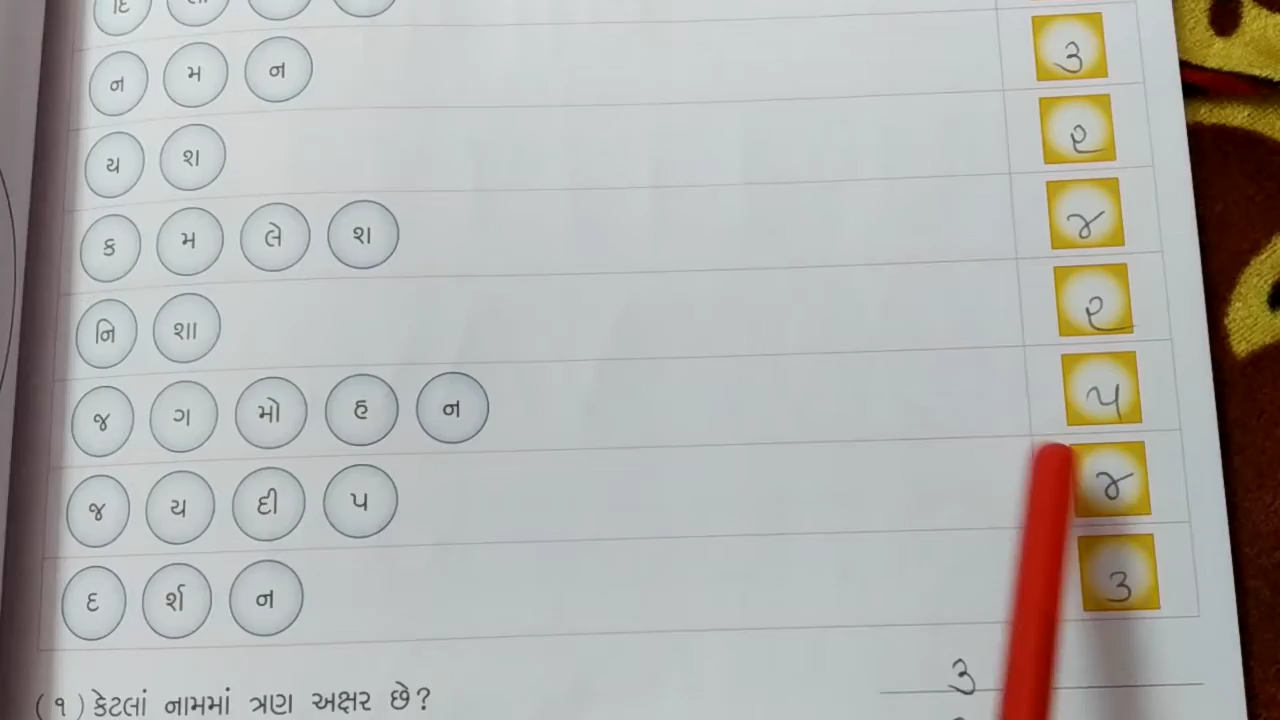 ન મ ન ૩
ય શ ૨
ક મ લે શ ૪
નિ શા ૨
જ ગ મો હ ન ૫
જ ય દી પ ૪
દ ર્શ ન ૩
(૧) કેટલાં નામમાં ત્રણ અક્ષર છે? ૩